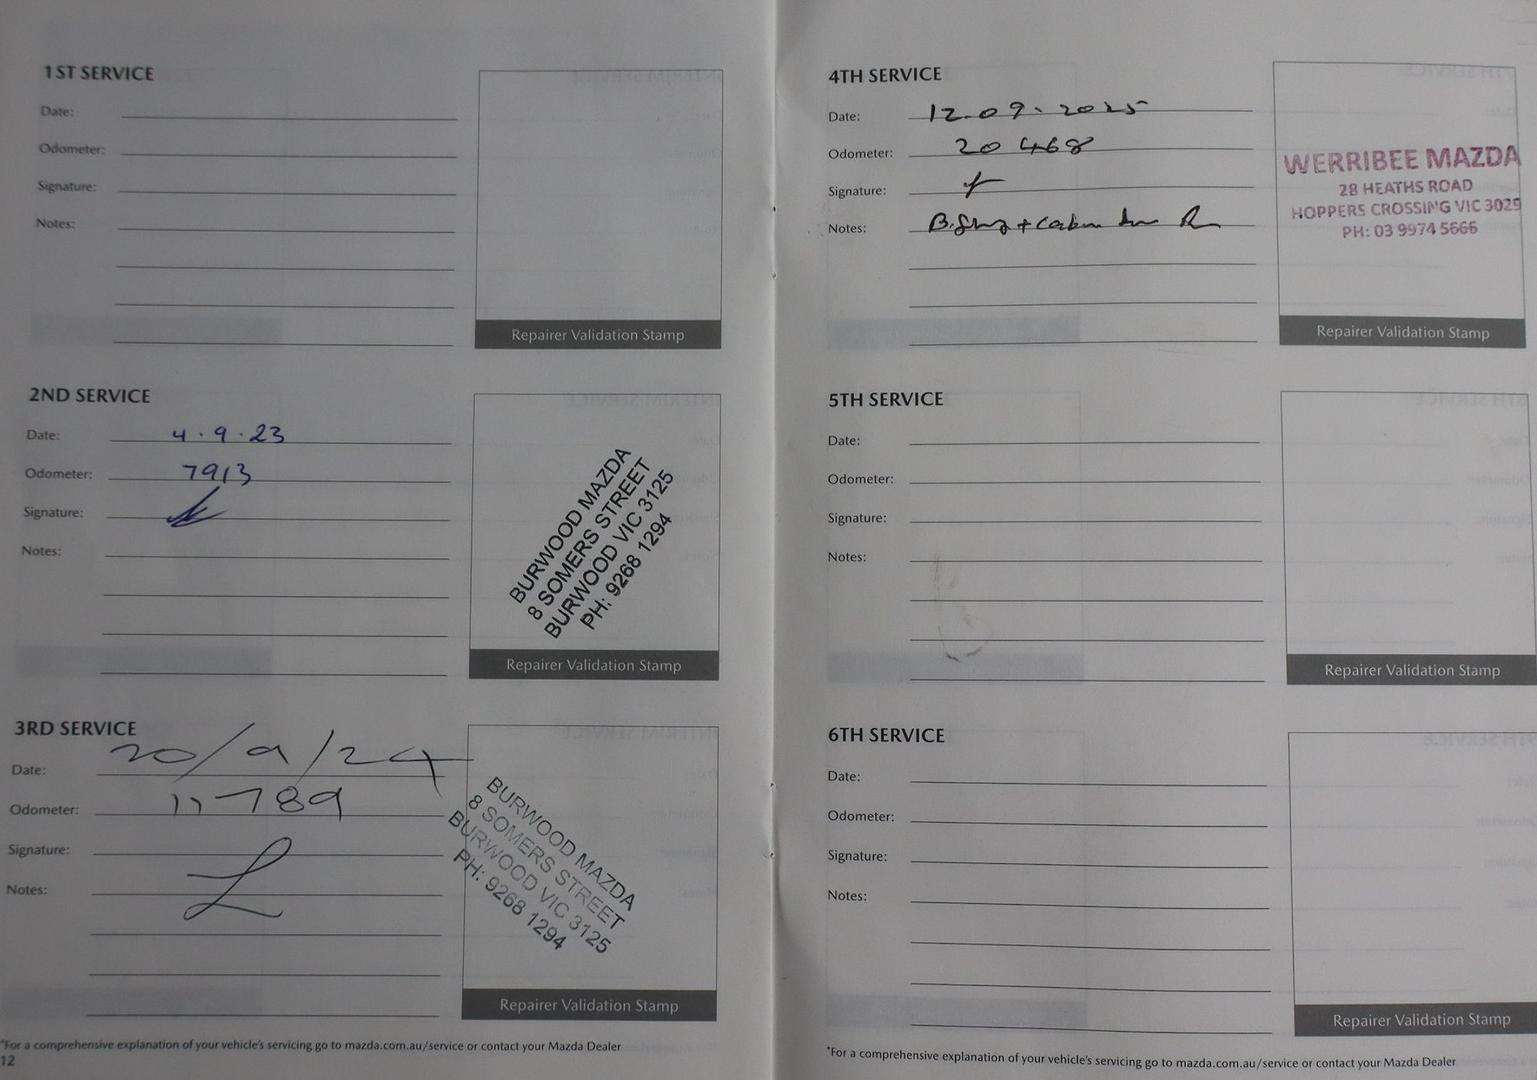 1ST SERVICE
Date:
Odometer:
Signature:
Notes:
Repairer Validation Stamp
2ND SERVICE
Date: 4.9.23
Odometer: 7913
Signature:
Notes:
BURWOOD MAZDA
8 SOMERS STREET
BURWOOD VIC 3125
PH: 9268 1294
Repairer Validation Stamp
3RD SERVICE
Date: 20/9/24
Odometer: 11789
Signature:
Notes:
BURWOOD MAZDA
8 SOMERS STREET
BURWOOD VIC 3125
PH: 9268 1294
Repairer Validation Stamp
*For a comprehensive explanation of your vehicle's servicing go to mazda.com.au/service or contact your Mazda Dealer
12
4TH SERVICE
Date: 12.09.2025
Odometer: 20 468
Signature:
Notes:
WERRIBEE MAZDA
28 HEATHS ROAD
HOPPERS CROSSING VIC 3029
PH: 03 9974 5666
Repairer Validation Stamp
5TH SERVICE
Date:
Odometer:
Signature:
Notes:
Repairer Validation Stamp
6TH SERVICE
Date:
Odometer:
Signature:
Notes:
Repairer Validation Stamp
*For a comprehensive explanation of your vehicle's servicing go to mazda.com.au/service or contact your Mazda Dealer